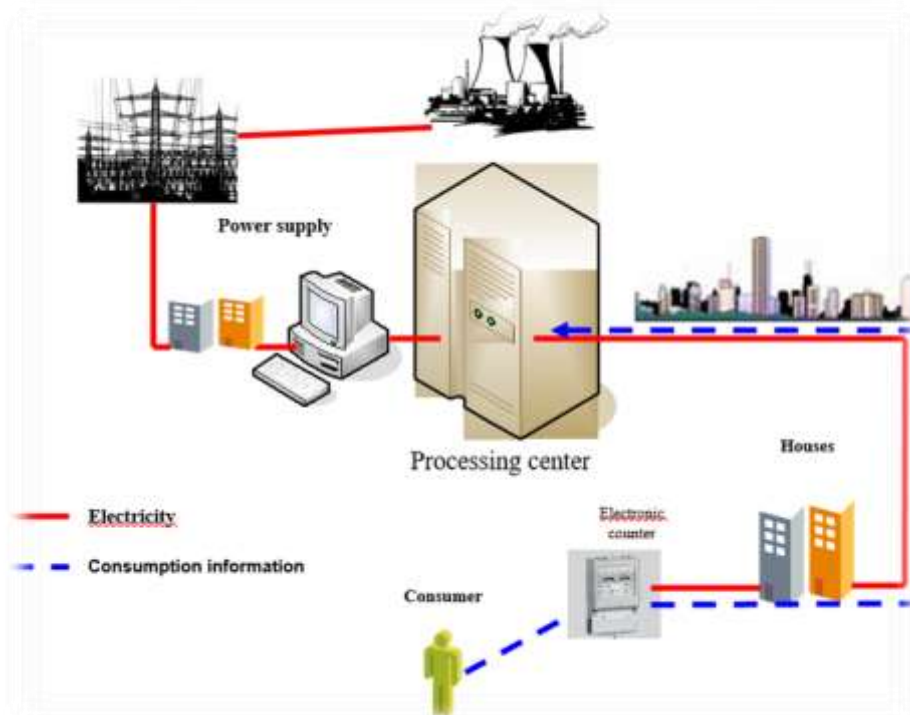 Power supply
Processing center
Houses
Electricity
Electronic
counter
Consumption information
Consumer